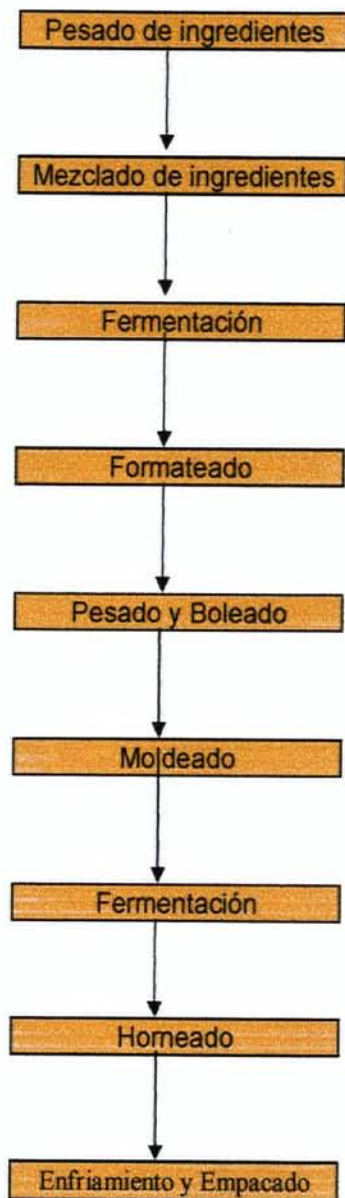 Pesado de ingredientes
Mezclado de ingredientes
Fermentación
Formateado
Pesado y Boleado
Moldeado
Fermentación
Horneado
Enfriamiento y Empacado